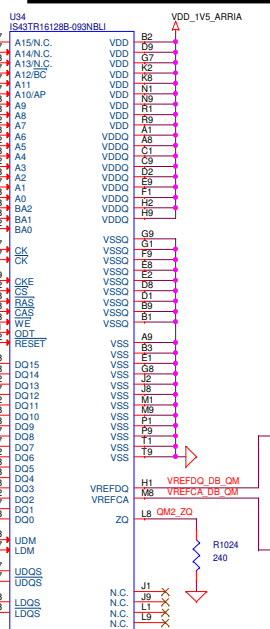 U34
IS43TR16128B-093NBLI
VDD_1V5_ARRIA
A15/N.C.
A14/N.C.
A13/N.C.
A12/BC
A11
A10/AP
A9
A8
A7
A6
A5
A4
A3
A2
A1
A0
BA2
BA1
BA0
CK
CK
CKE
CS
RAS
CAS
WE
ODT
RESET
DQ15
DQ14
DQ13
DQ12
DQ11
DQ10
DQ9
DQ8
DQ7
DQ6
DQ5
DQ4
DQ3
DQ2
DQ1
DQ0
UDM
LDM
UDQS
UDQS
LDQS
LDQS
VDD B2
VDD D9
VDD G7
VDD K2
VDD K8
VDD N1
VDD N9
VDD R1
VDD R9
VDDQ A1
VDDQ A8
VDDQ C1
VDDQ C9
VDDQ D2
VDDQ E9
VDDQ F1
VDDQ H2
VDDQ H9
VSSQ G9
VSSQ G1
VSSQ F9
VSSQ E8
VSSQ E2
VSSQ D8
VSSQ D1
VSSQ B9
VSSQ B1
VSS A9
VSS B3
VSS E1
VSS G8
VSS J2
VSS J8
VSS M1
VSS M9
VSS P1
VSS P9
VSS T1
VSS T9
VREFDQ H1 VREFDQ_DB_QM
VREFCA M8 VREFCA_DB_QM
ZQ L8 QM2_ZQ
R1024
240
N.C. J1
N.C. J9
N.C. L1
N.C. L9